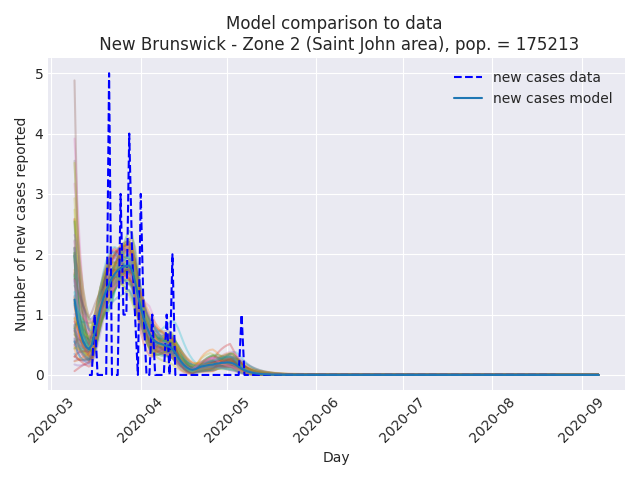 Model comparison to data
New Brunswick - Zone 2 (Saint John area), pop. = 175213
new cases data
new cases model
Number of new cases reported
5
4
3
2
1
0
2020-03
2020-04
2020-05
2020-06
2020-07
2020-08
2020-09
Day